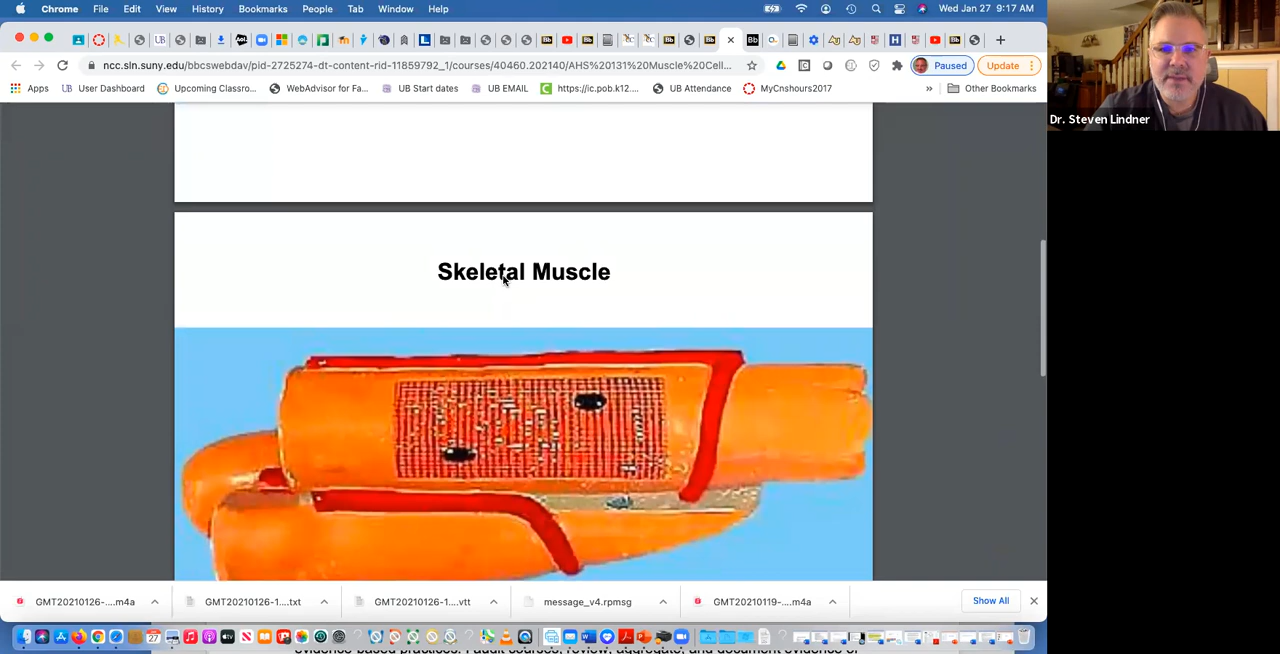 Chrome File Edit View History Bookmarks People Tab Window Help Wed Jan 27 9:17 AM
ncc.sln.suny.edu/bbcswebdav/pid-2725274-dt-content-rid-11859792_1/courses/40460.202140/AHS%20131%20Muscle%20Cell... Paused Update
Apps UB User Dashboard Upcoming Classro... WebAdvisor for Fa... UB Start dates UB EMAIL https://ic.pob.k12.... UB Attendance MyCnshours2017 » Other Bookmarks
Dr. Steven Lindner
Skeletal Muscle
GMT20210126-....m4a GMT20210126-1....txt GMT20210126-1....vtt message_v4.rpmsg GMT20210119-....m4a Show All